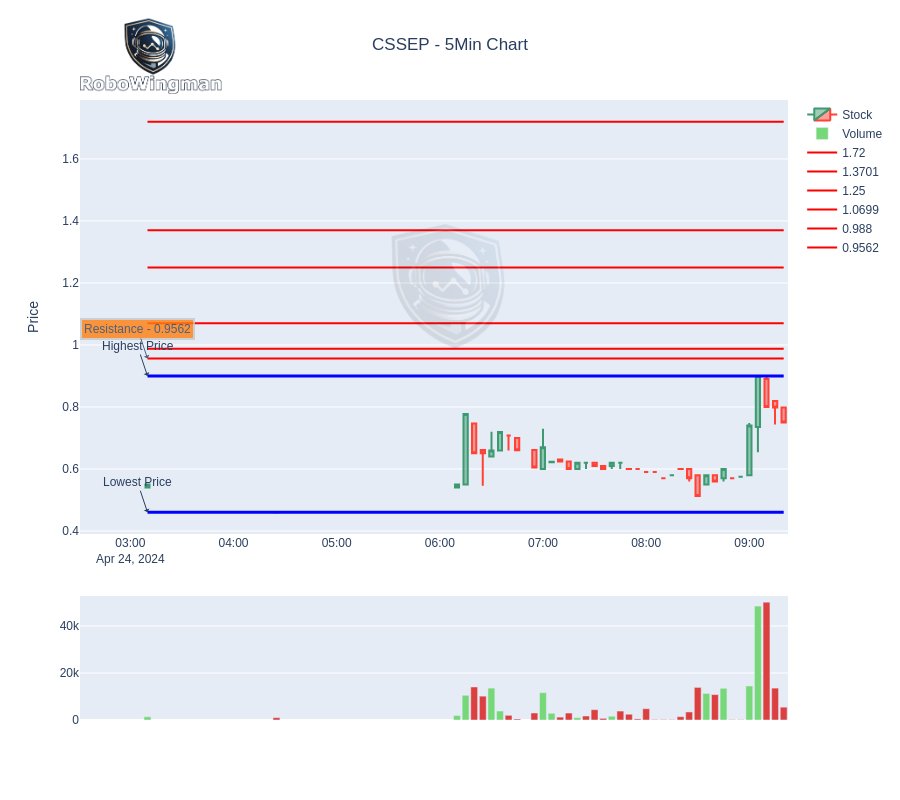 CSSEP - 5Min Chart
RoboWingman
Stock
Volume
1.72
1.3701
1.25
1.0699
0.988
0.9562
Price
1.6
1.4
1.2
1
0.8
0.6
0.4
Resistance - 0.9562
Highest Price
Lowest Price
03:00 04:00 05:00 06:00 07:00 08:00 09:00
Apr 24, 2024
40k
20k
0